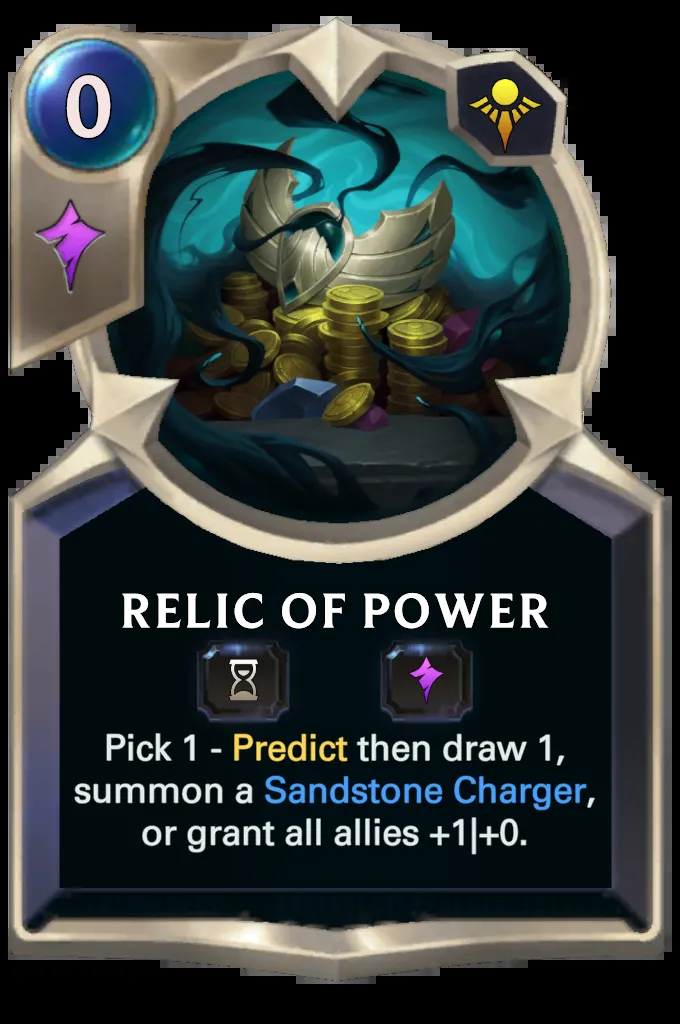 0
RELIC OF POWER
Pick 1 - Predict then draw 1,
summon a Sandstone Charger,
or grant all allies +1|+0.